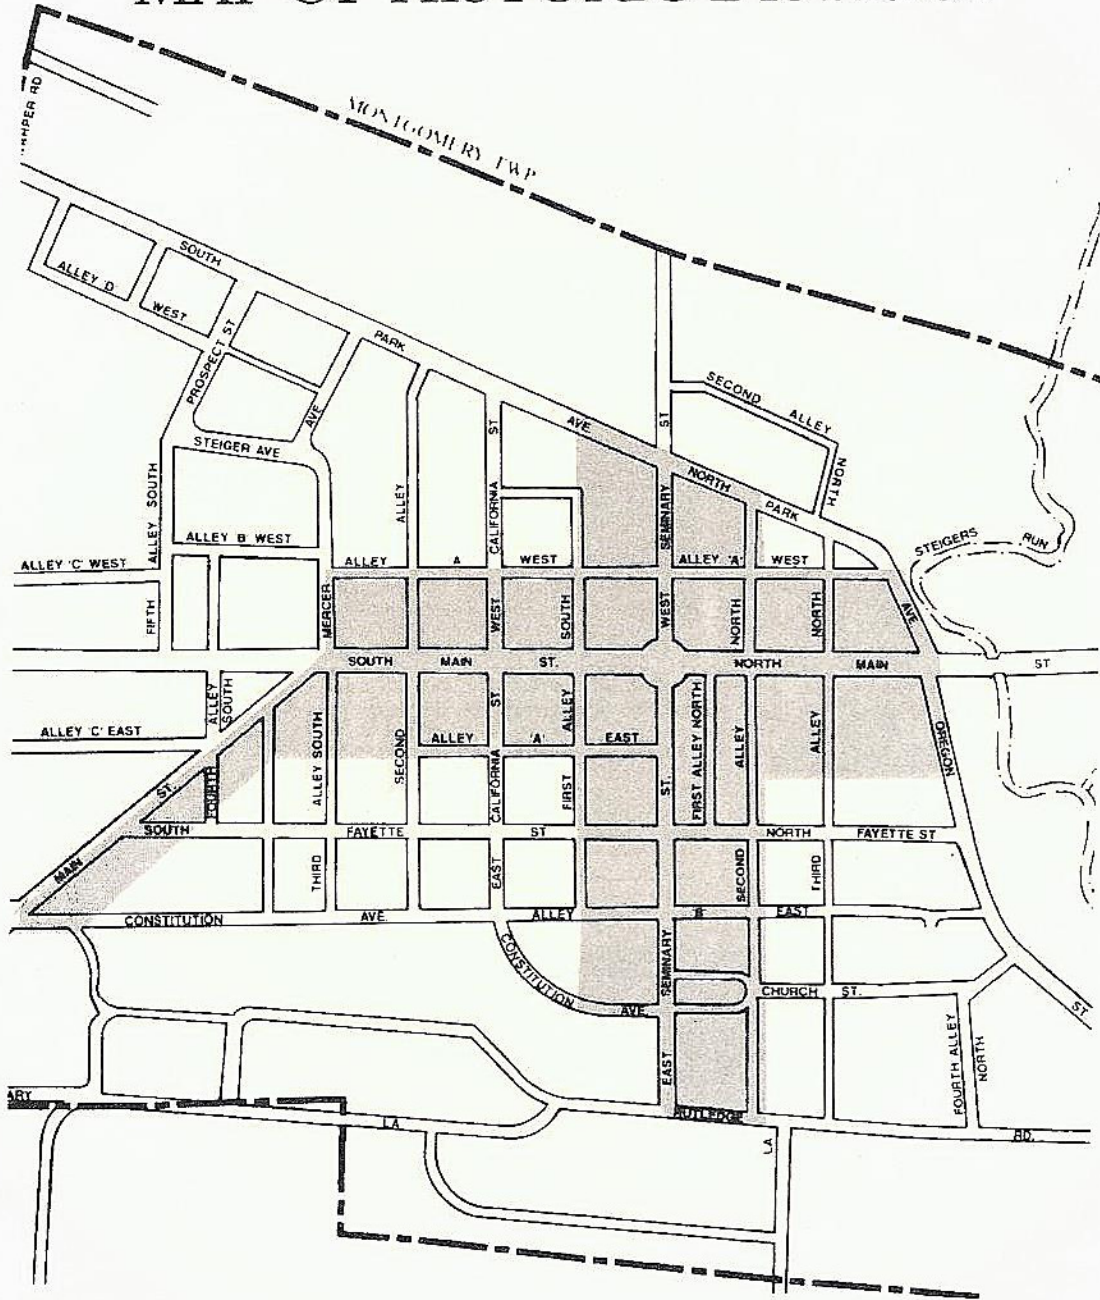 MAP OF HISTORIC DISTRICT
MONTGOMERY TWP
SOUTH
PARK
AVE.
NORTH
PARK
AVE
ALLEY 'D
WEST
PROSPECT ST
AVE
STEIGER AVE
SECOND ALLEY
NORTH
ST
SEMINARY
WEST
ST
CALIFORNIA
WEST
ALLEY
ALLEY SOUTH
FIFTH
ALLEY B WEST
ALLEY 'C' WEST
ALLEY A WEST
ALLEY 'A' WEST
STEIGERS RUN
MERCER
SOUTH
NORTH
NORTH
SOUTH MAIN ST.
NORTH MAIN
ST
ALLEY SOUTH
FOURTH
ALLEY 'C' EAST
ALLEY 'A' EAST
ALLEY SOUTH
THIRD
SECOND
ST
CALIFORNIA
EAST
ALLEY
FIRST
ST.
FIRST ALLEY NORTH
ALLEY
SECOND
ALLEY
THIRD
OREGON
ST
MAIN
ST.
SOUTH FAYETTE ST
NORTH FAYETTE ST
CONSTITUTION AVE.
ALLEY B EAST
CONSTITUTION AVE.
SEMINARY
EAST
CHURCH ST.
FOURTH ALLEY
NORTH
ARY
LA
RUTLEDGE
LA
RD.